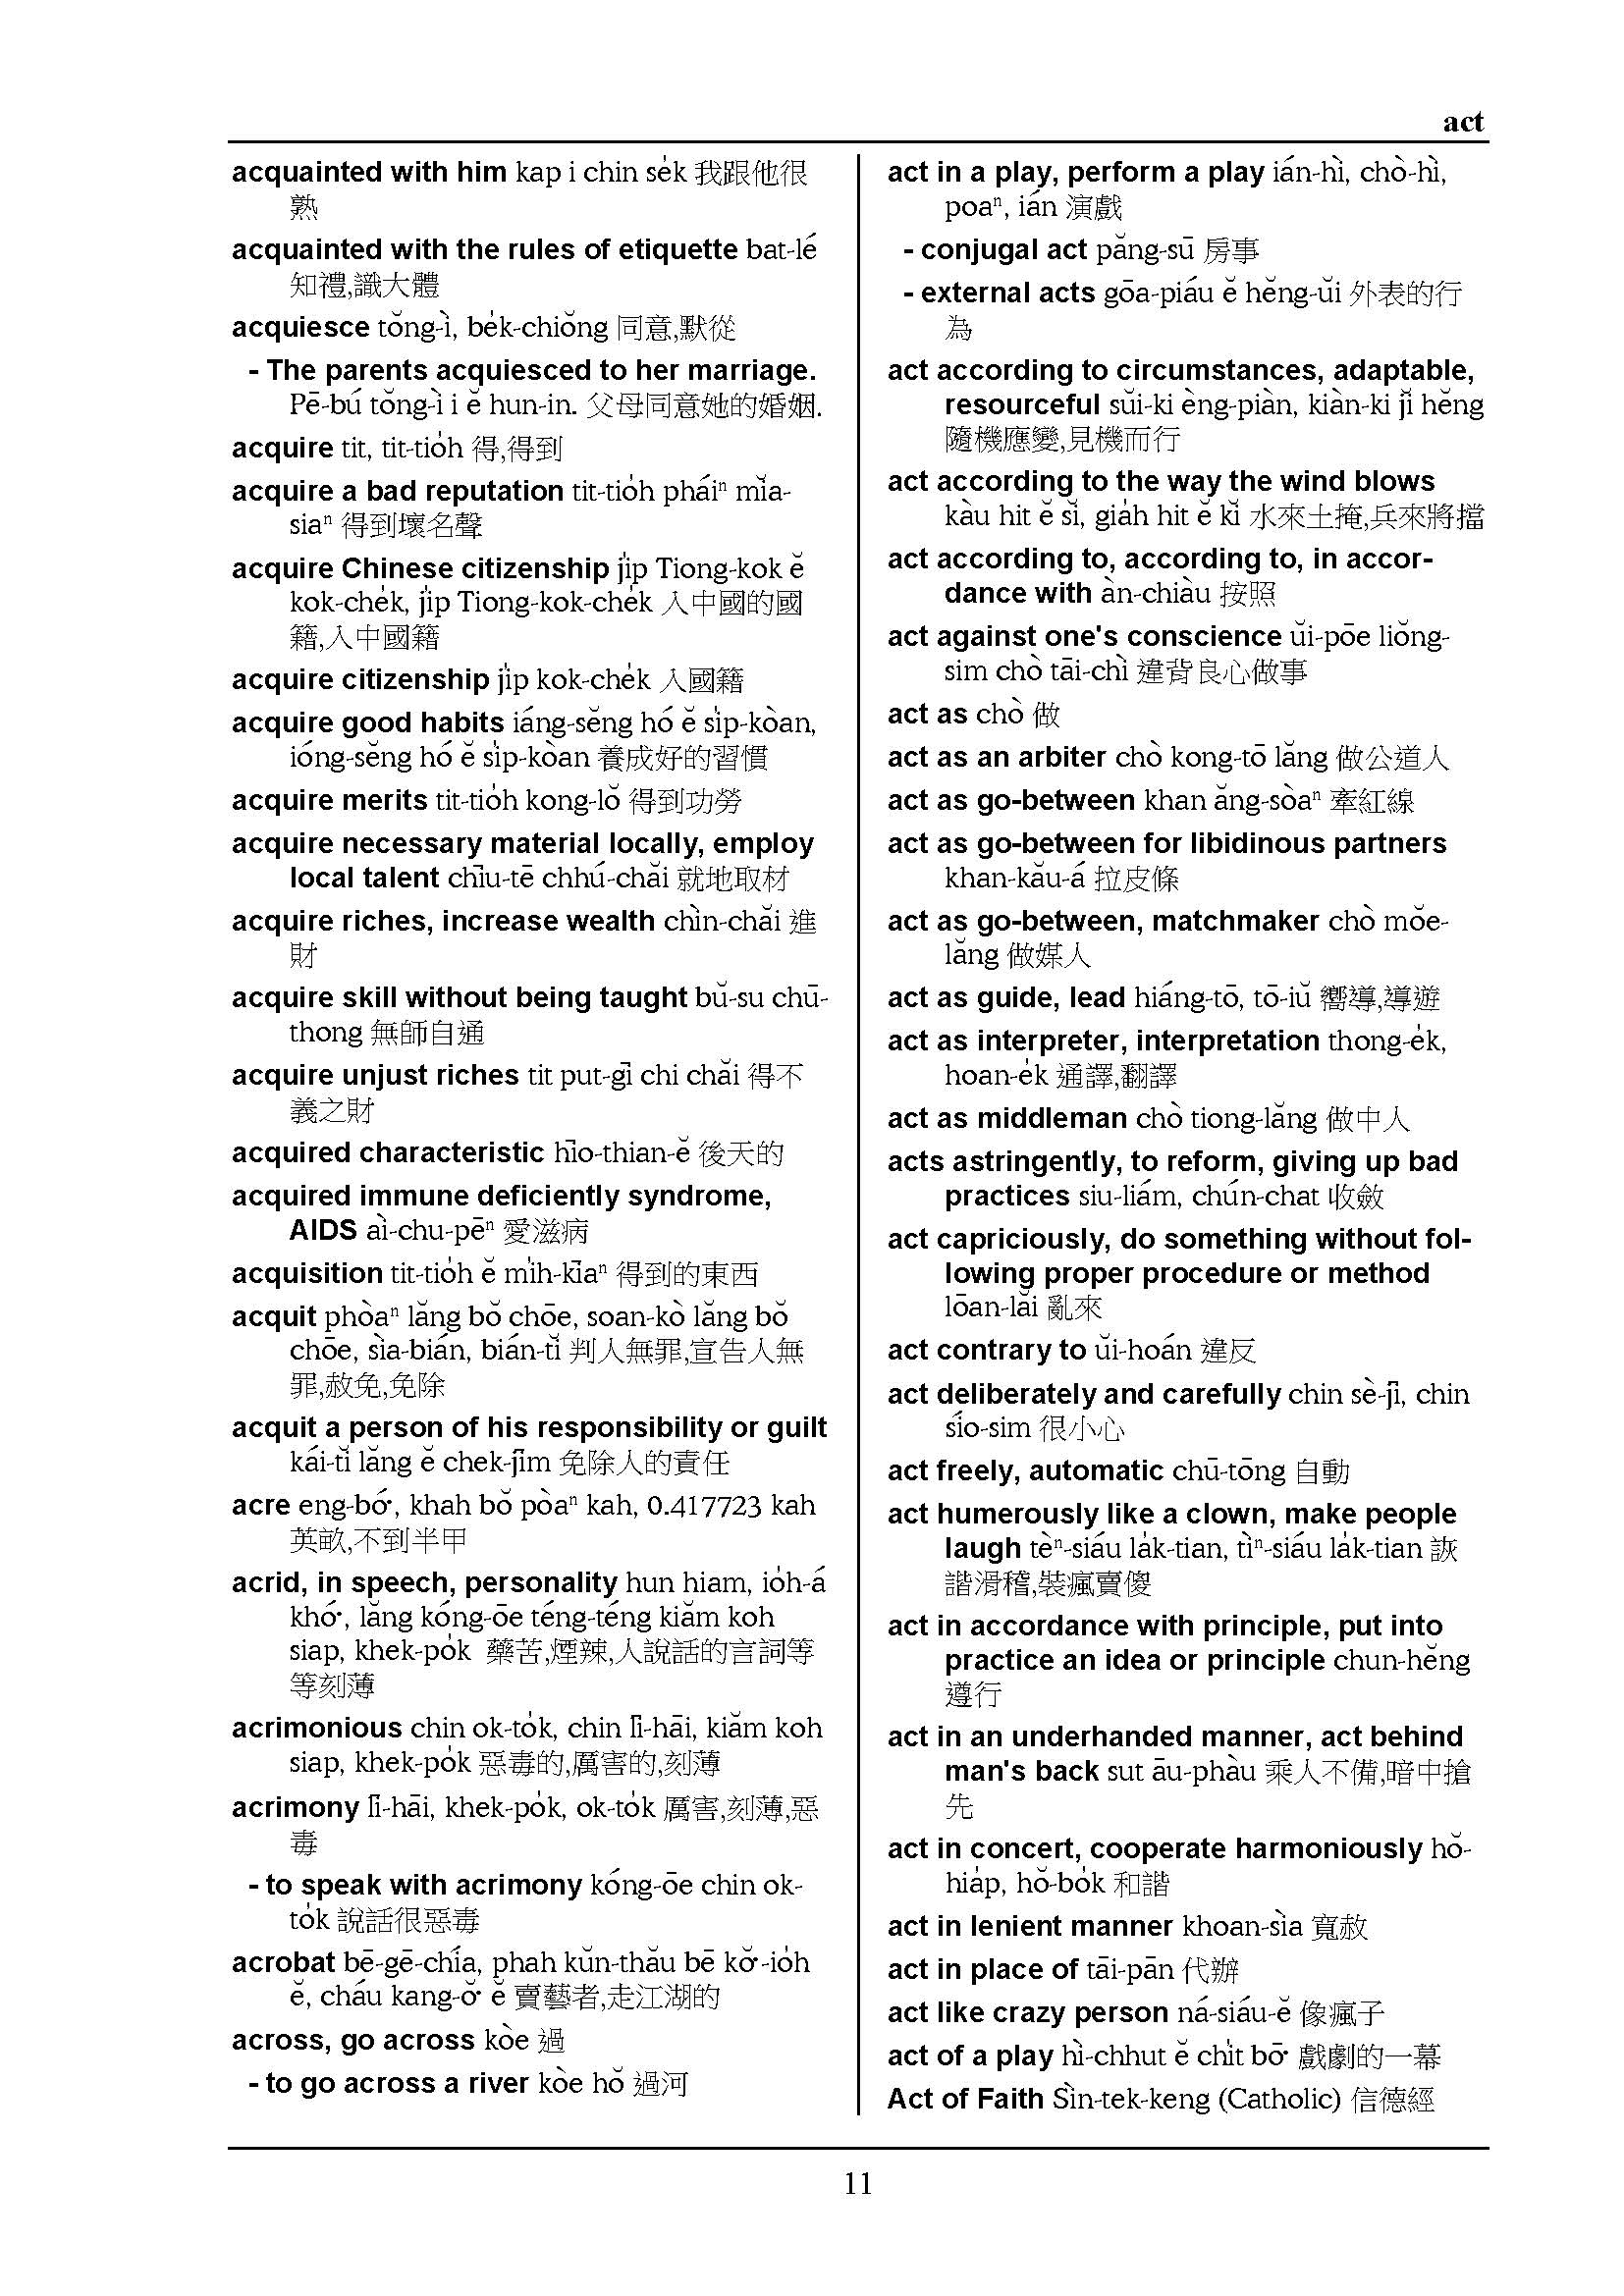 act
acquainted with him kap i chin se̍k 我跟他很
熟
acquainted with the rules of etiquette bat-lé
知禮,識大體
acquiesce tŏng-ì, be̍k-chiŏng 同意,默從
- The parents acquiesced to her marriage.
Pē-bú tŏng-ì i ĕ hun-in. 父母同意她的婚姻.
acquire tit, tit-tio̍h 得,得到
acquire a bad reputation tit-tio̍h pháiⁿ mĭa-
siaⁿ 得到壞名聲
acquire Chinese citizenship ji̍p Tiong-kok ĕ
kok-che̍k, ji̍p Tiong-kok-che̍k 入中國的國
籍,入中國籍
acquire citizenship ji̍p kok-che̍k 入國籍
acquire good habits iáng-sĕng hó ĕ si̍p-kòan,
ióng-sĕng hó ĕ si̍p-kòan 養成好的習慣
acquire merits tit-tio̍h kong-lŏ 得到功勞
acquire necessary material locally, employ
local talent chīu-tē chhú-chăi 就地取材
acquire riches, increase wealth chìn-chăi 進
財
acquire skill without being taught bŭ-su chū-
thong 無師自通
acquire unjust riches tit put-gī chi chăi 得不
義之財
acquired characteristic hīo-thian-ĕ 後天的
acquired immune deficiently syndrome,
AIDS aì-chu-pēⁿ 愛滋病
acquisition tit-tio̍h ĕ mi̍h-kīaⁿ 得到的東西
acquit phòaⁿ lăng bŏ chōe, soan-kò lăng bŏ
chōe, sìa-bián, bián-tĭ 判人無罪,宣告人無
罪,赦免,免除
acquit a person of his responsibility or guilt
kái-tĭ lăng ĕ chek-jīm 免除人的責任
acre eng-bó͘, khah bŏ pòaⁿ kah, 0.417723 kah
英畝,不到半甲
acrid, in speech, personality hun hiam, io̍h-á
khó͘, lăng kóng-ōe téng-téng kiăm koh
siap, khek-po̍k 藥苦,煙辣,人說話的言詞等
等刻薄
acrimonious chin ok-to̍k, chin lī-hāi, kiăm koh
siap, khek-po̍k 惡毒的,厲害的,刻薄
acrimony lī-hāi, khek-po̍k, ok-to̍k 厲害,刻薄,惡
毒
- to speak with acrimony kóng-ōe chin ok-
to̍k 說話很惡毒
acrobat bē-gē-chía, phah kŭn-thău bē kŏ͘-io̍h
ĕ, cháu kang-ŏ͘ ĕ 賣藝者,走江湖的
across, go across kòe 過
- to go across a river kòe hŏ 過河
act in a play, perform a play ián-hì, chò-hì,
poaⁿ, ián 演戲
- conjugal act păng-sū 房事
- external acts gōa-piáu ĕ hĕng-ŭi 外表的行
為
act according to circumstances, adaptable,
resourceful sŭi-ki èng-piàn, kiàn-ki jĭ hĕng
隨機應變,見機而行
act according to the way the wind blows
kàu hit ĕ sĭ, gia̍h hit ĕ kĭ 水來土掩,兵來將擋
act according to, according to, in accor-
dance with àn-chiàu 按照
act against one's conscience ŭi-pōe liŏng-
sim chò tāi-chì 違背良心做事
act as chò 做
act as an arbiter chò kong-tō lăng 做公道人
act as go-between khan ăng-sòaⁿ 牽紅線
act as go-between for libidinous partners
khan-kău-á 拉皮條
act as go-between, matchmaker chò mŏe-
lăng 做媒人
act as guide, lead hiáng-tō, tō-iŭ 嚮導,導遊
act as interpreter, interpretation thong-e̍k,
hoan-e̍k 通譯,翻譯
act as middleman chò tiong-lăng 做中人
acts astringently, to reform, giving up bad
practices siu-liám, chún-chat 收斂
act capriciously, do something without fol-
lowing proper procedure or method
lōan-lăi 亂來
act contrary to ŭi-hoán 違反
act deliberately and carefully chin sè-jī, chin
sío-sim 很小心
act freely, automatic chū-tōng 自動
act humerously like a clown, make people
laugh tèⁿ-siáu la̍k-tian, tìⁿ-siáu la̍k-tian 詼
諧滑稽,裝瘋賣傻
act in accordance with principle, put into
practice an idea or principle chun-hĕng
遵行
act in an underhanded manner, act behind
man's back sut āu-phàu 乘人不備,暗中搶
先
act in concert, cooperate harmoniously hŏ-
hia̍p, hŏ-bo̍k 和諧
act in lenient manner khoan-sìa 寬赦
act in place of tāi-pān 代辦
act like crazy person ná-siáu-ĕ 像瘋子
act of a play hì-chhut ĕ chi̍t bō͘ 戲劇的一幕
Act of Faith Sìn-tek-keng (Catholic) 信德經
11